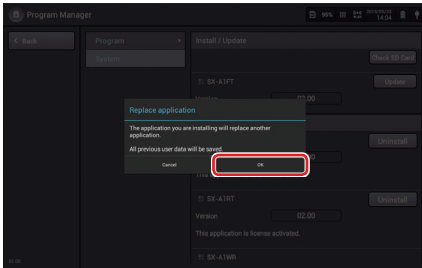 Program Manager
95%
14:04
< Back
Program
System
Install / Update
Check SD Card
SX-A1FT
Update
Version 02.00
Replace application
The application you are installing will replace another
application.
All previous user data will be saved.
Cancel
OK
Uninstall
SX-A1RT
Uninstall
Version 02.00
This application is license activated.
SX-A1WR